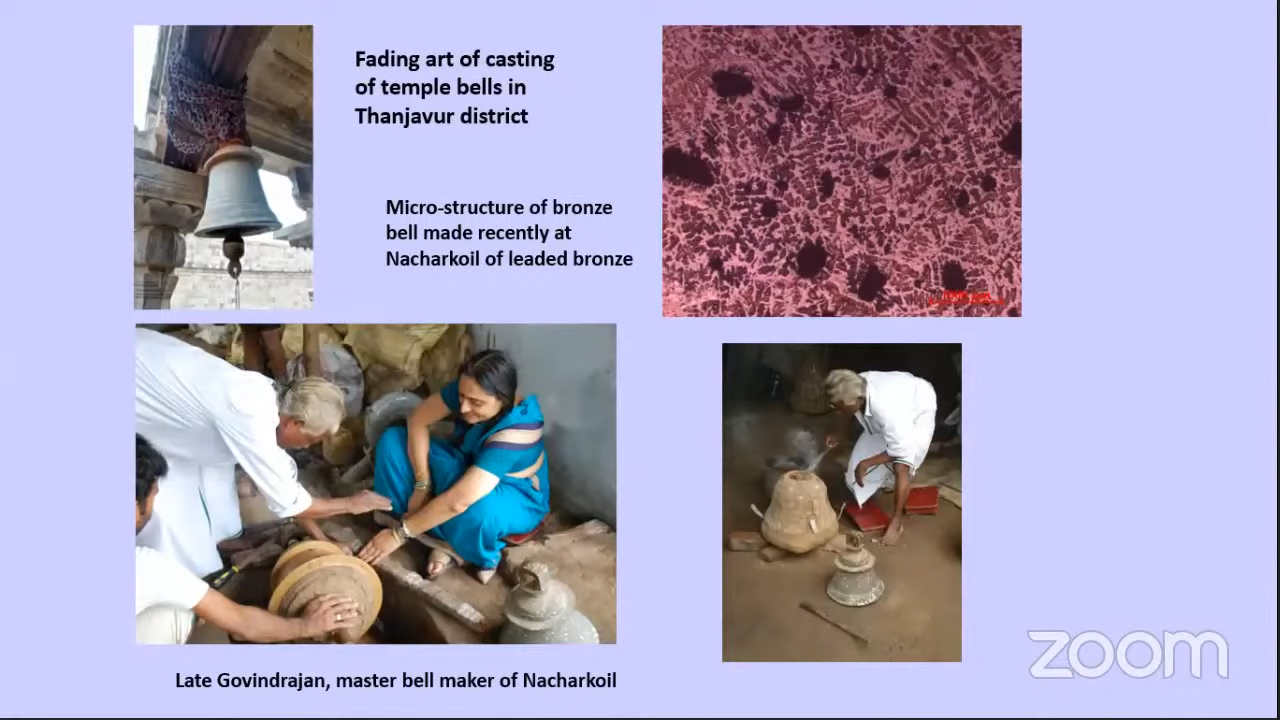 Fading art of casting
of temple bells in
Thanjavur district
Micro-structure of bronze
bell made recently at
Nacharkoil of leaded bronze
Late Govindrajan, master bell maker of Nacharkoil
zoom